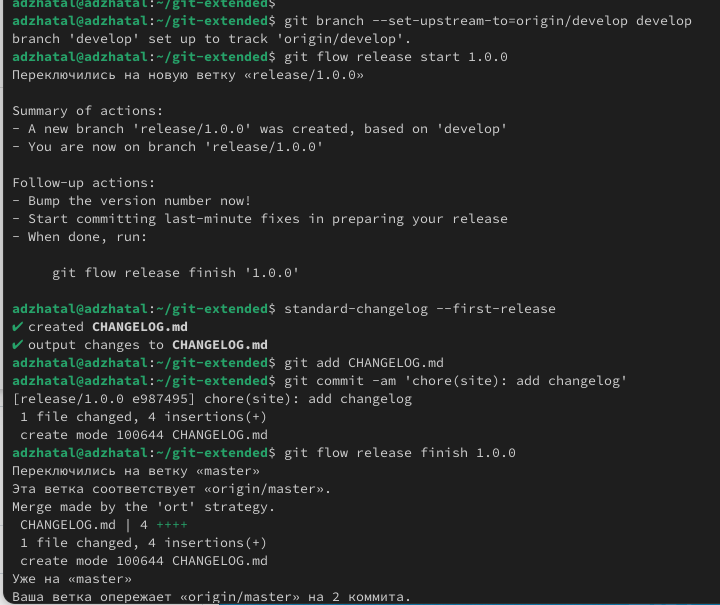 adzhatal@adzhatal:~/git-extended$
adzhatal@adzhatal:~/git-extended$ git branch --set-upstream-to=origin/develop develop
branch 'develop' set up to track 'origin/develop'.
adzhatal@adzhatal:~/git-extended$ git flow release start 1.0.0
Переключились на новую ветку «release/1.0.0»

Summary of actions:
- A new branch 'release/1.0.0' was created, based on 'develop'
- You are now on branch 'release/1.0.0'

Follow-up actions:
- Bump the version number now!
- Start committing last-minute fixes in preparing your release
- When done, run:

     git flow release finish '1.0.0'

adzhatal@adzhatal:~/git-extended$ standard-changelog --first-release
✔ created CHANGELOG.md
✔ output changes to CHANGELOG.md
adzhatal@adzhatal:~/git-extended$ git add CHANGELOG.md
adzhatal@adzhatal:~/git-extended$ git commit -am 'chore(site): add changelog'
[release/1.0.0 e987495] chore(site): add changelog
 1 file changed, 4 insertions(+)
 create mode 100644 CHANGELOG.md
adzhatal@adzhatal:~/git-extended$ git flow release finish 1.0.0
Переключились на ветку «master»
Эта ветка соответствует «origin/master».
Merge made by the 'ort' strategy.
 CHANGELOG.md | 4 ++++
 1 file changed, 4 insertions(+)
 create mode 100644 CHANGELOG.md
Уже на «master»
Ваша ветка опережает «origin/master» на 2 коммита.